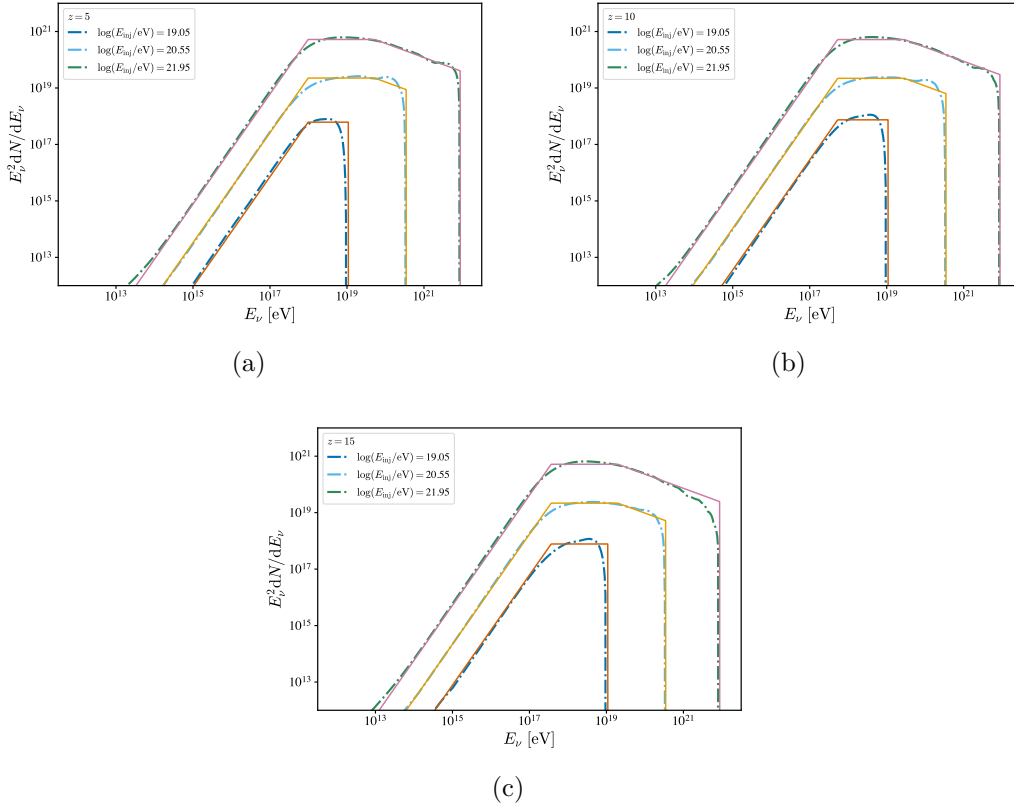 z = 5
log(E_inj/eV) = 19.05
log(E_inj/eV) = 20.55
log(E_inj/eV) = 21.95
10^21
10^19
10^17
10^15
10^13
E_ν^2 dN/dE_ν
10^13 10^15 10^17 10^19 10^21
E_ν [eV]
(a)
z = 10
log(E_inj/eV) = 19.05
log(E_inj/eV) = 20.55
log(E_inj/eV) = 21.95
10^21
10^19
10^17
10^15
10^13
E_ν^2 dN/dE_ν
10^13 10^15 10^17 10^19 10^21
E_ν [eV]
(b)
z = 15
log(E_inj/eV) = 19.05
log(E_inj/eV) = 20.55
log(E_inj/eV) = 21.95
10^21
10^19
10^17
10^15
10^13
E_ν^2 dN/dE_ν
10^13 10^15 10^17 10^19 10^21
E_ν [eV]
(c)